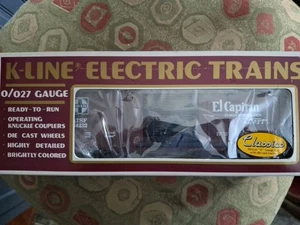 K-LINE® ELECTRIC TRAINS
O/027 GAUGE
- READY - TO - RUN
- OPERATING
KNUCKLE COUPLERS
- DIE CAST WHEELS
- HIGHLY DETAILED
- BRIGHTLY COLORED
El Capitan
Classics